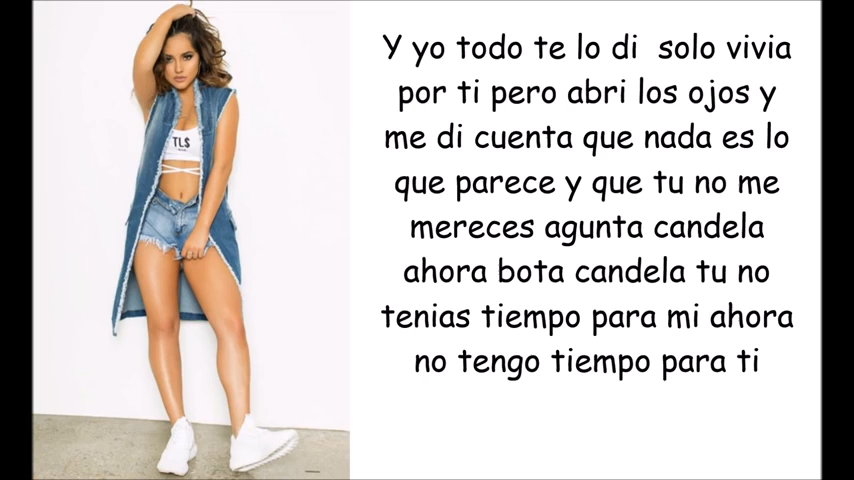 Y yo todo te lo di solo vivia
por ti pero abri los ojos y
me di cuenta que nada es lo
que parece y que tu no me
mereces agunta candela
ahora bota candela tu no
tenias tiempo para mi ahora
no tengo tiempo para ti
TL$